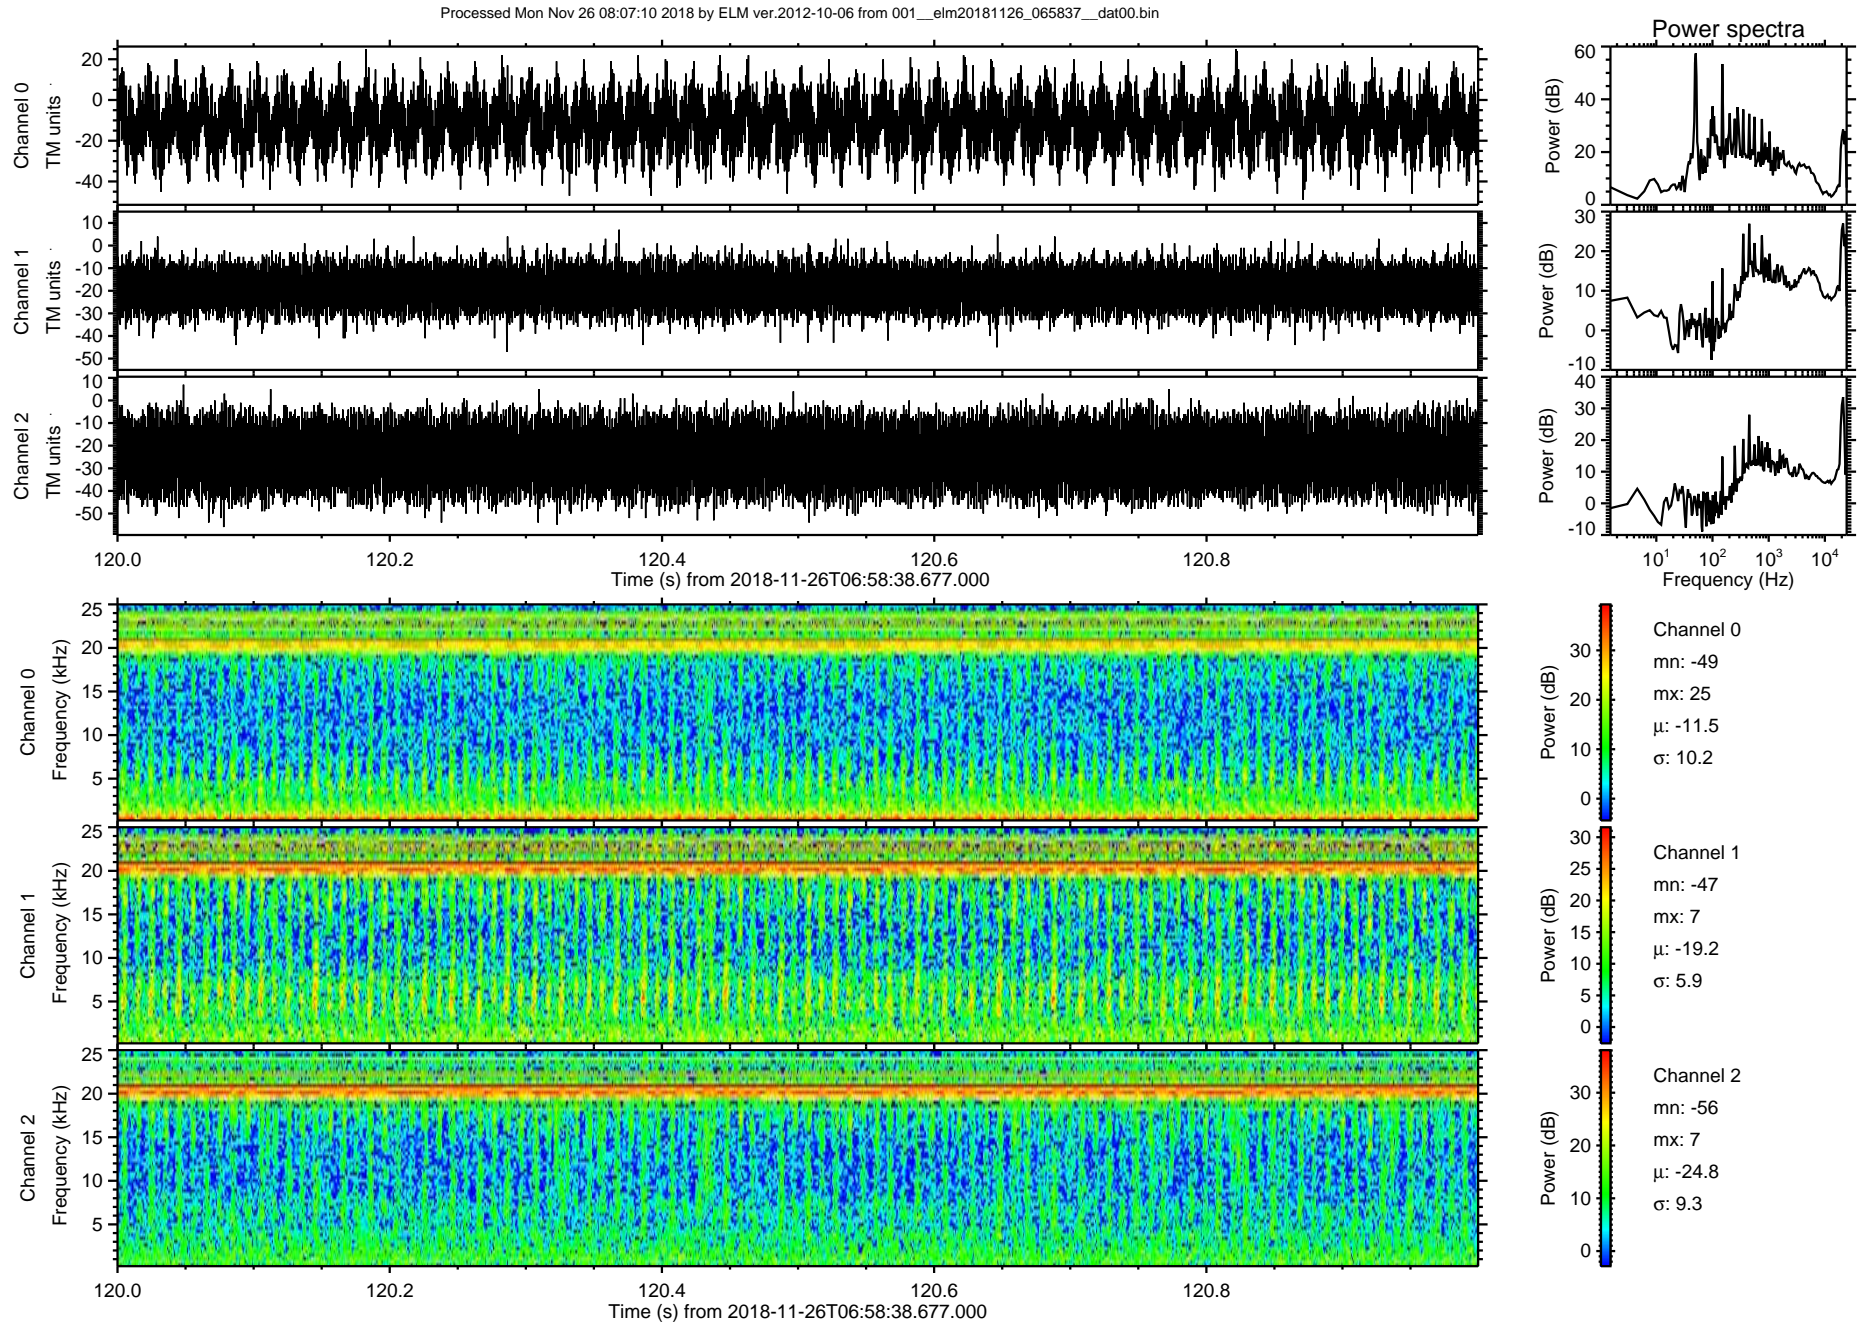 Processed Mon Nov 26 08:07:10 2018 by ELM ver.2012-10-06 from 001__elm20181126_065837__dat00.bin
Power spectra
Channel 0
TM units
20
0
-20
-40
Power (dB)
60
40
20
0
Channel 1
TM units
10
0
-10
-20
-30
-40
-50
Power (dB)
30
20
10
0
-10
Channel 2
TM units
10
0
-10
-20
-30
-40
-50
Power (dB)
40
30
20
10
0
-10
120.0 120.2 120.4 120.6 120.8
Time (s) from 2018-11-26T06:58:38.677.000
10¹ 10² 10³ 10⁴
Frequency (Hz)
Channel 0
Frequency (kHz)
25
20
15
10
5
Power (dB)
30
20
10
0
Channel 0
mn: -49
mx: 25
μ: -11.5
σ: 10.2
Channel 1
Frequency (kHz)
25
20
15
10
5
Power (dB)
30
25
20
15
10
5
0
Channel 1
mn: -47
mx: 7
μ: -19.2
σ: 5.9
Channel 2
Frequency (kHz)
25
20
15
10
5
Power (dB)
30
20
10
0
Channel 2
mn: -56
mx: 7
μ: -24.8
σ: 9.3
120.0 120.2 120.4 120.6 120.8
Time (s) from 2018-11-26T06:58:38.677.000